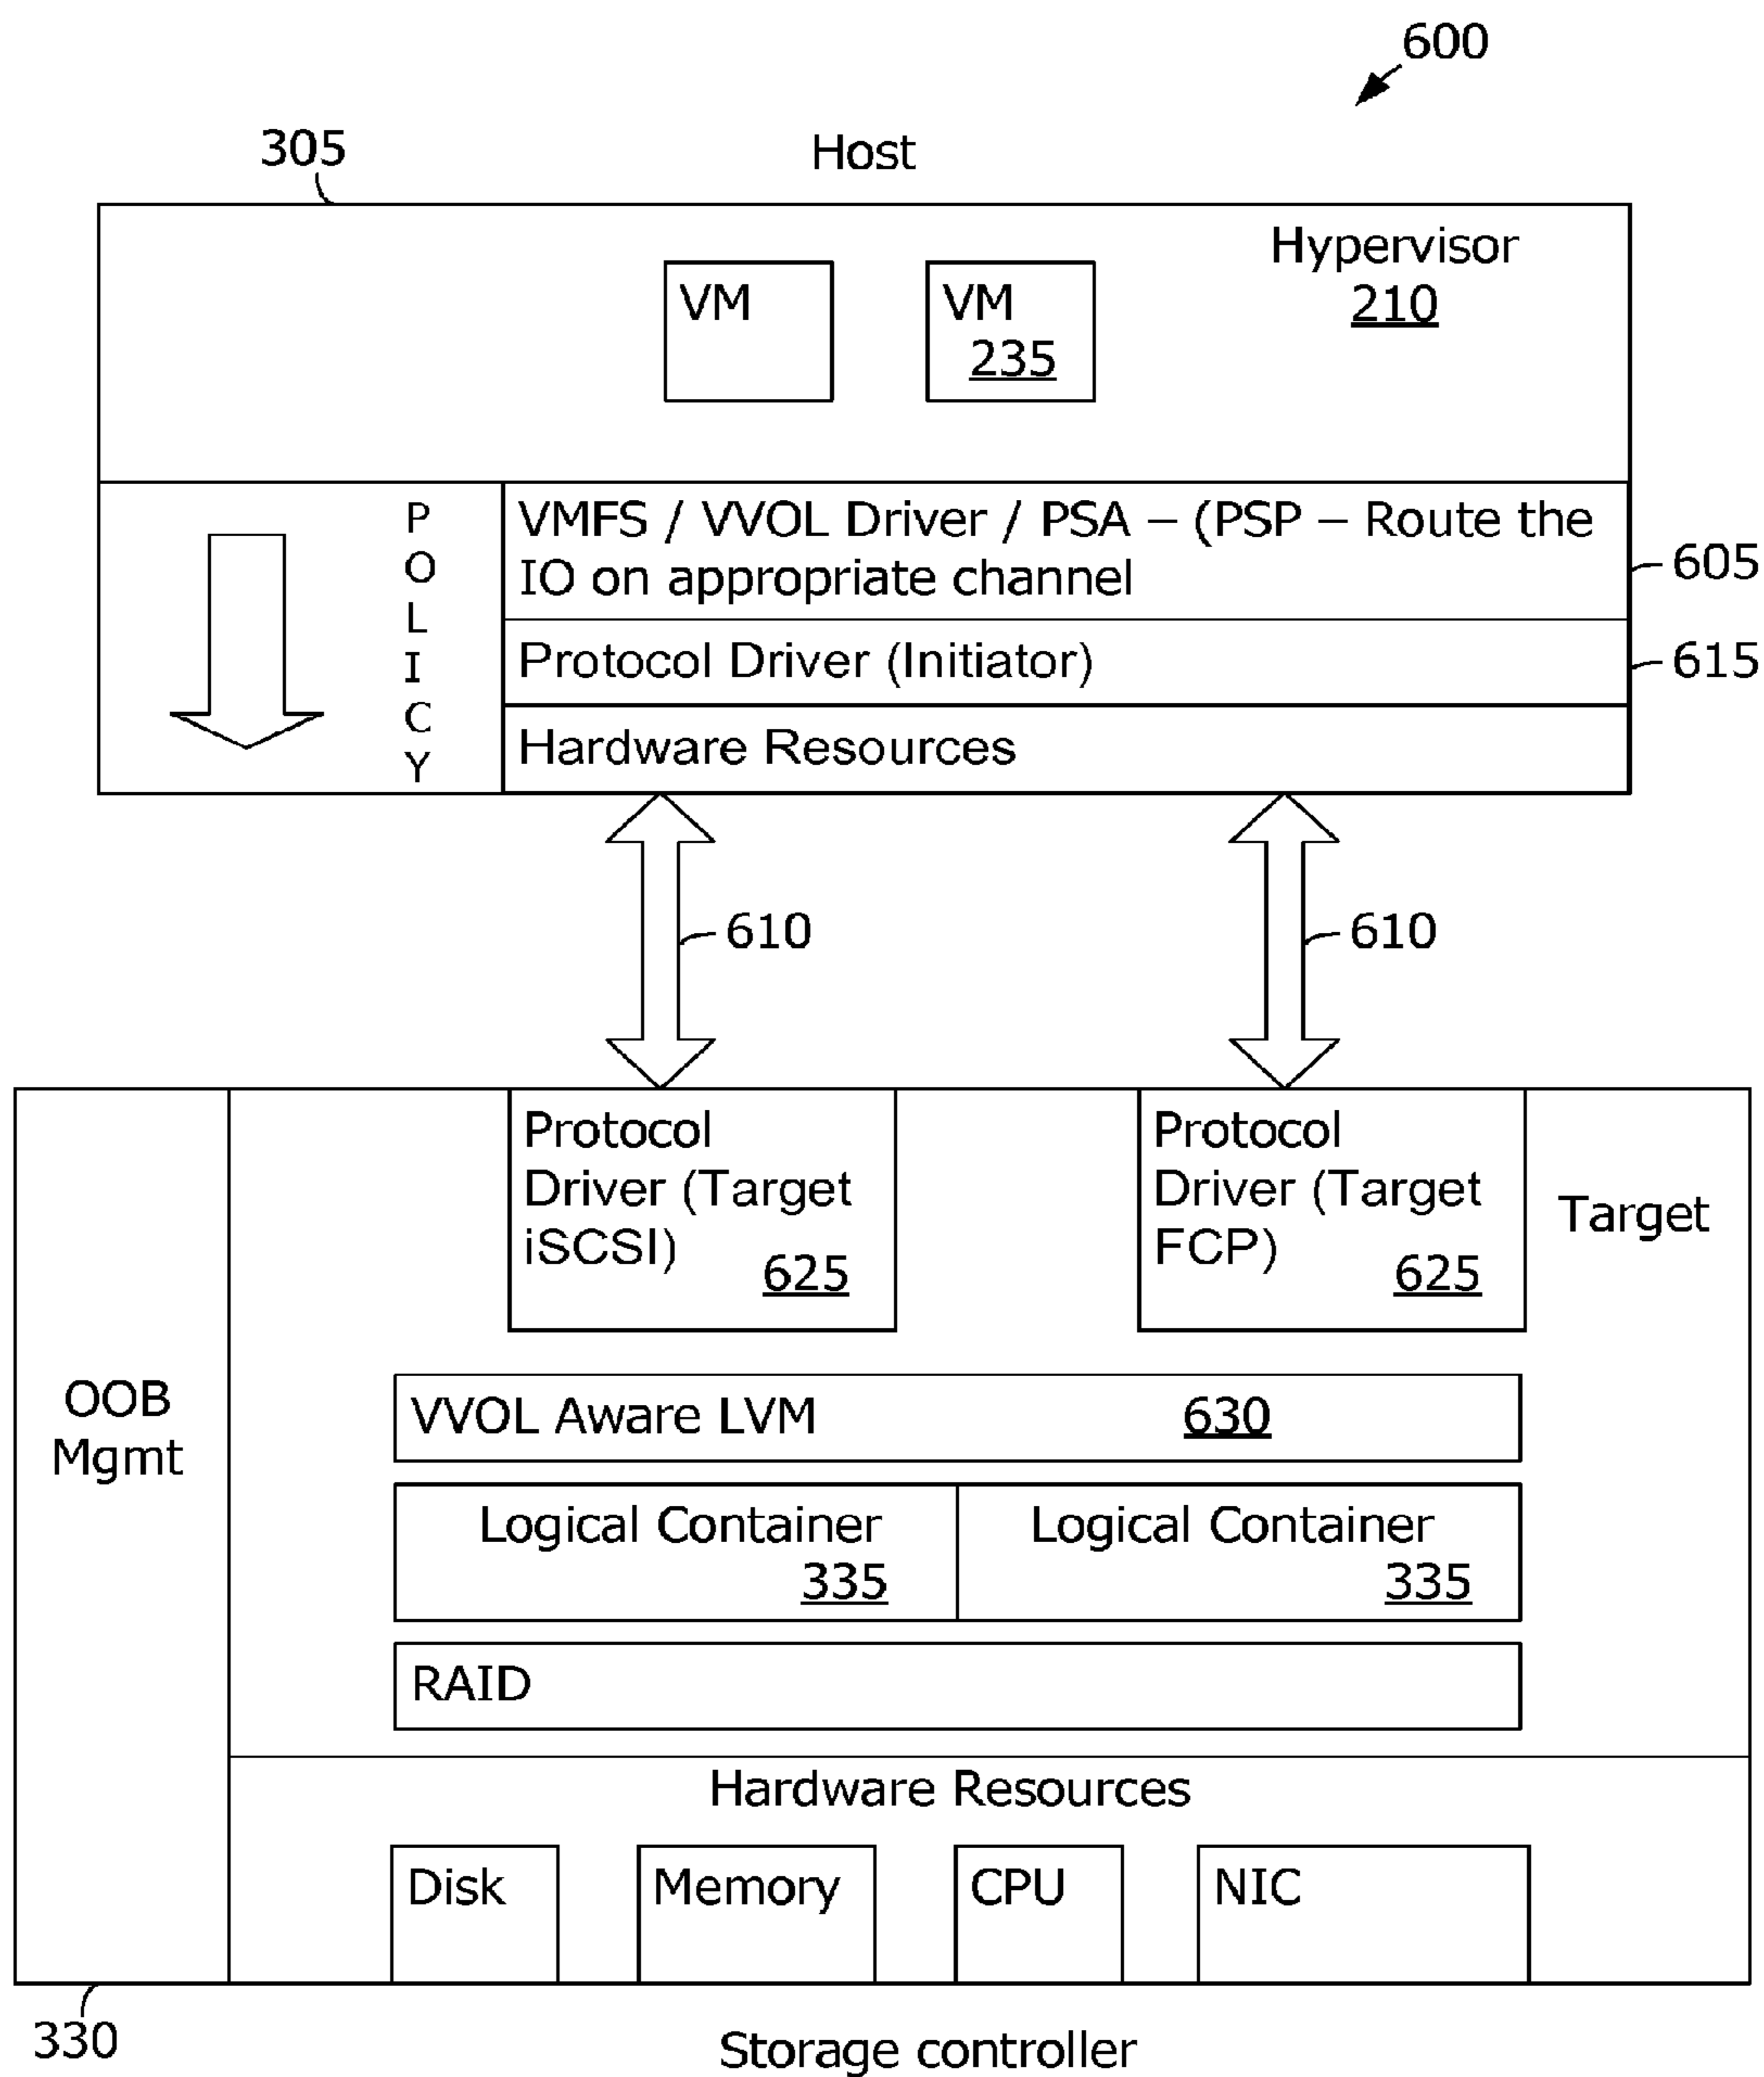 600
305
Host
Hypervisor
210
VM
VM
235
POLICY
VMFS / VVOL Driver / PSA – (PSP – Route the
IO on appropriate channel
605
Protocol Driver (Initiator)
615
Hardware Resources
610
610
Protocol
Driver (Target
iSCSI)
625
Protocol
Driver (Target
FCP)
625
Target
OOB
Mgmt
VVOL Aware LVM
630
Logical Container
335
Logical Container
335
RAID
Hardware Resources
Disk
Memory
CPU
NIC
330
Storage controller